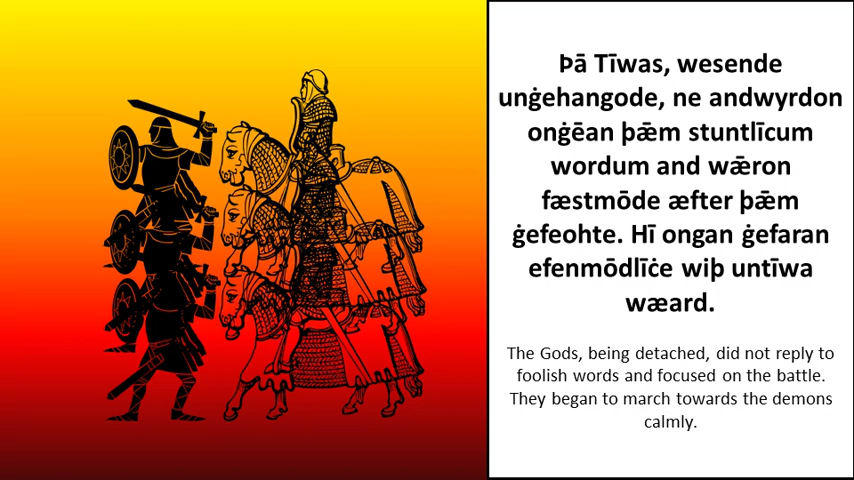 Þā Tīwas, wesende
unġehangode, ne andwyrdon
onġēan þǣm stuntlīcum
wordum and wǣron
fæstmōde æfter þǣm
ġefeohte. Hī ongan ġefaran
efenmōdlīċe wiþ untīwa
wæard.
The Gods, being detached, did not reply to
foolish words and focused on the battle.
They began to march towards the demons
calmly.